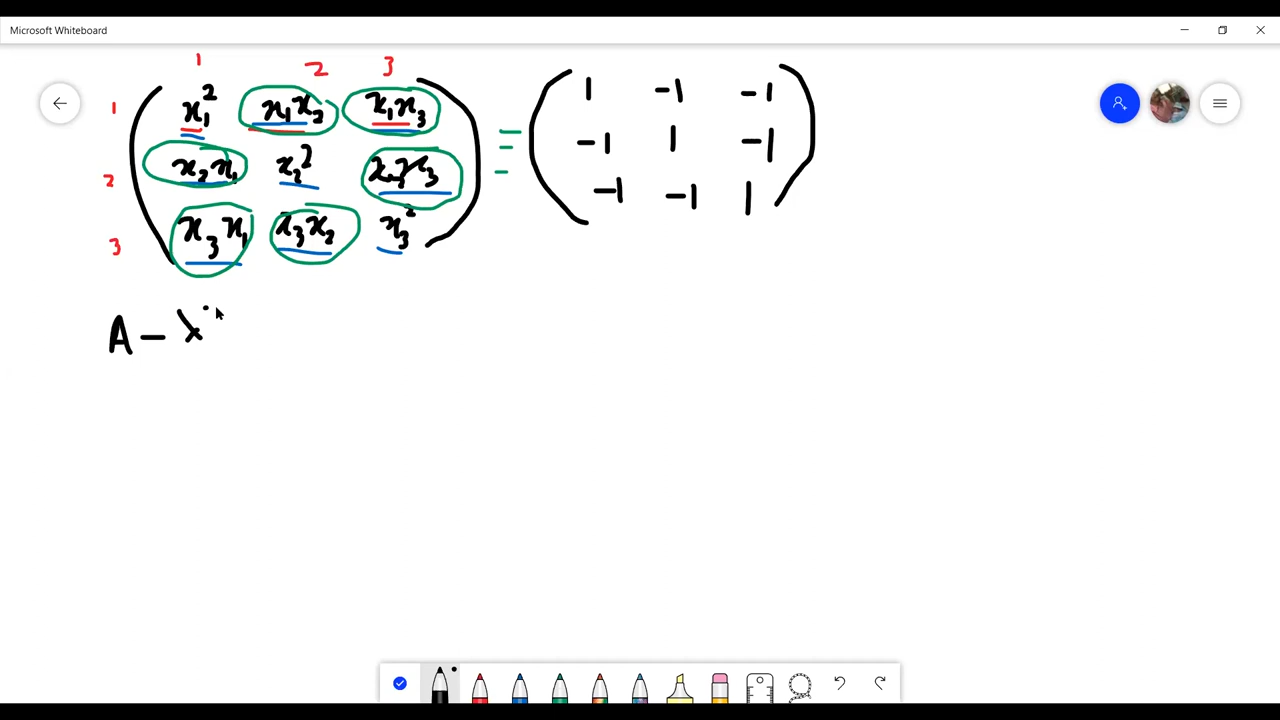 Microsoft Whiteboard
1 2 3
1 x₁² x₁x₂ x₁x₃ 1 -1 -1
2 x₂x₁ x₂² x₂x₃ = -1 1 -1
3 x₃x₁ x₃x₂ x₃² -1 -1 1
A -